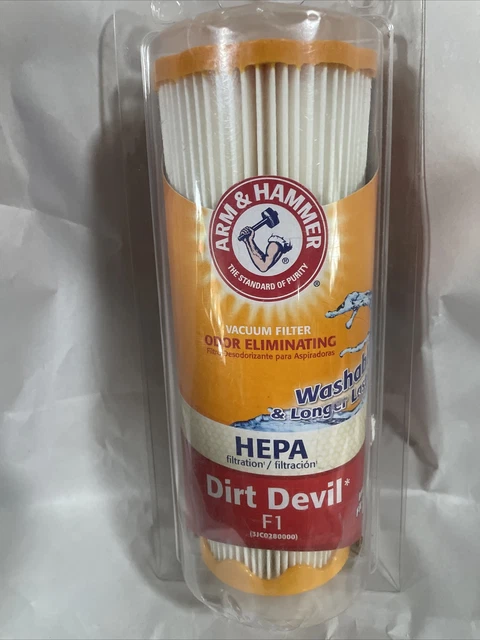 ARM & HAMMER
THE STANDARD OF PURITY
®
®
VACUUM FILTER
ODOR ELIMINATING
Filtro Desodorizante para Aspiradoras
Washab
& Longer Las
HEPA
filtration† / filtración†
Dirt Devil*
F1
(3JC0280000)